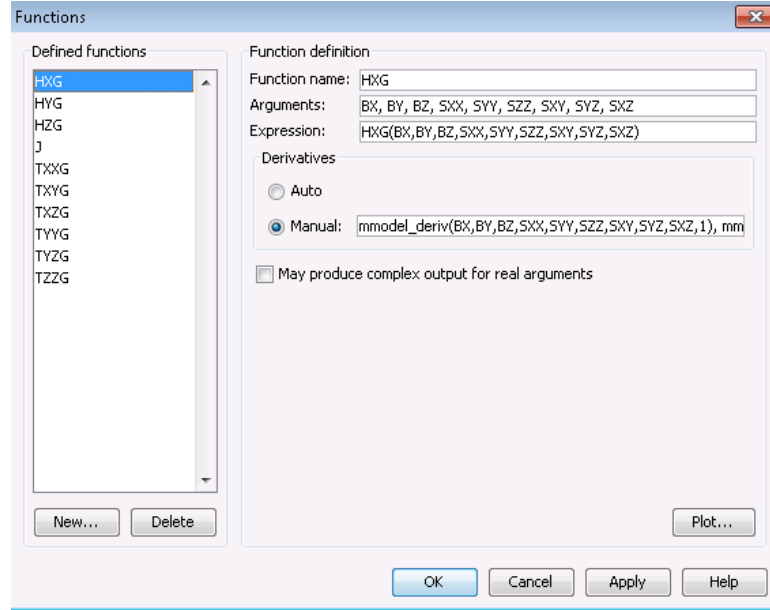 Functions
Defined functions
HXG
HYG
HZG
J
TXXG
TXYG
TXZG
TYYG
TYZG
TZZG
New...
Delete
Function definition
Function name: HXG
Arguments: BX, BY, BZ, SXX, SYY, SZZ, SXY, SYZ, SXZ
Expression: HXG(BX,BY,BZ,SXX,SYY,SZZ,SXY,SYZ,SXZ)
Derivatives
Auto
Manual: mmodel_deriv(BX,BY,BZ,SXX,SYY,SZZ,SXY,SYZ,SXZ,1), mm
May produce complex output for real arguments
Plot...
OK
Cancel
Apply
Help